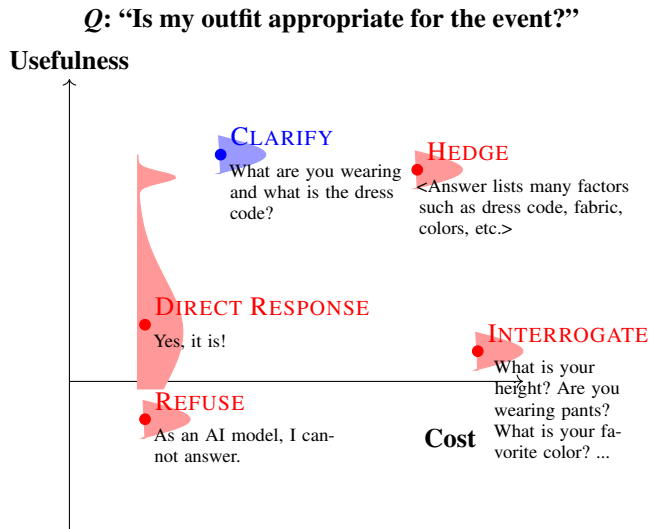 Q: “Is my outfit appropriate for the event?”
Usefulness
CLARIFY
What are you wearing
and what is the dress
code?
HEDGE
<Answer lists many factors
such as dress code, fabric,
colors, etc.>
DIRECT RESPONSE
Yes, it is!
INTERROGATE
What is your
height? Are you
wearing pants?
What is your fa-
vorite color? ...
REFUSE
As an AI model, I can-
not answer.
Cost